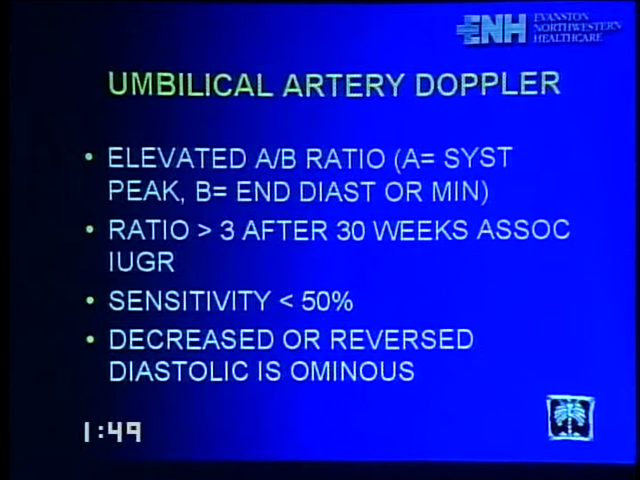 ENH EVANSTON
NORTHWESTERN
HEALTHCARE
UMBILICAL ARTERY DOPPLER
• ELEVATED A/B RATIO (A= SYST
PEAK, B= END DIAST OR MIN)
• RATIO > 3 AFTER 30 WEEKS ASSOC
IUGR
• SENSITIVITY < 50%
• DECREASED OR REVERSED
DIASTOLIC IS OMINOUS
1:49